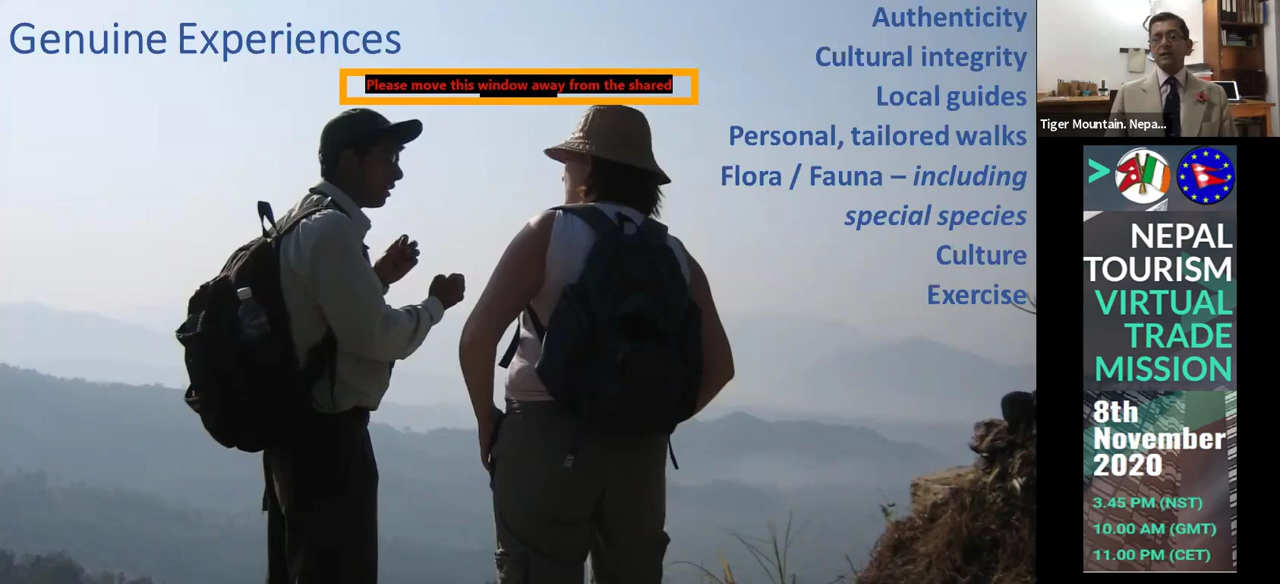 Genuine Experiences
Please move this window away from the shared
Authenticity
Cultural integrity
Local guides
Personal, tailored walks
Flora / Fauna – including
special species
Culture
Exercise
Tiger Mountain. Nepa...
>
NEPAL
TOURISM
VIRTUAL
TRADE
MISSION
8th
November
2020
3.45 PM (NST)
10.00 AM (GMT)
11.00 PM (CET)